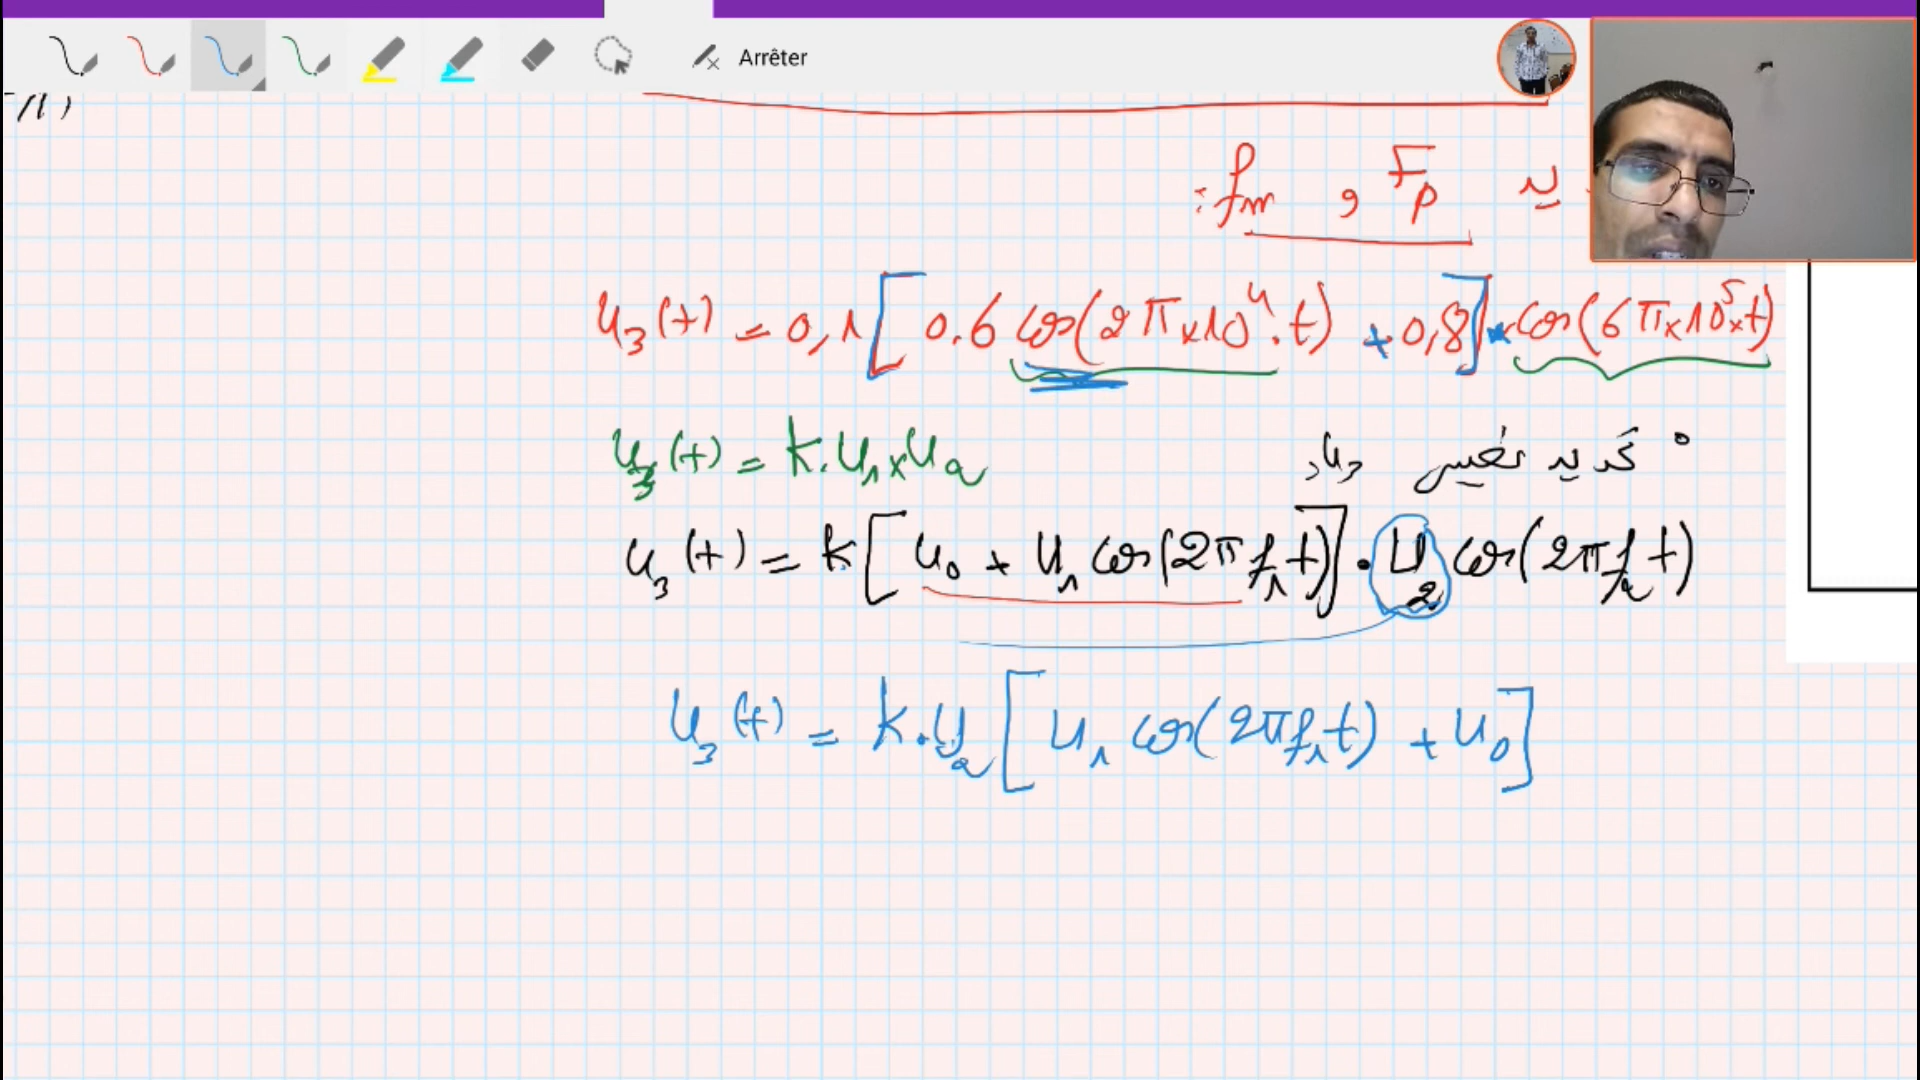 Arrêter
: fm و Fp يد
u₃(t) = 0,1[0.6 cos(2π×10⁴.t) + 0,8]×cos(6π×10⁵×t)
u₃(t) = k.u₁×u₂
° تحديد تعبير
u₃(t) = k[U₀ + U₁ cos(2πf₁t)].U₂ cos(2πf₂t)
u₃(t) = k.U₂[U₁ cos(2πf₁t) + U₀]